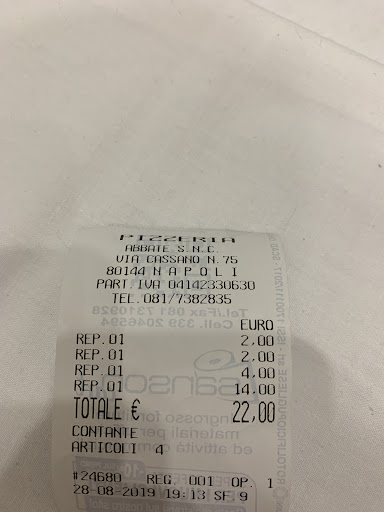 PIZZERIA
ABBATE S.N.C.
VIA CASSANO N.75
80144 N A P O L I
PART.IVA 04142330630
TEL.081/7382835
EURO
REP.01 2,00
REP.01 2,00
REP.01 4,00
REP.01 14,00
TOTALE € 22,00
CONTANTE
ARTICOLI 4
#24680 REG. 001 OP. 1
28-08-2019 19:13 SF 9